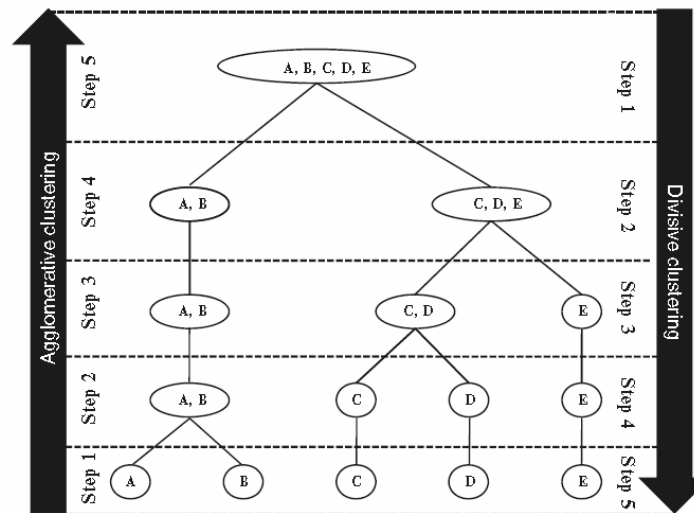 Agglomerative clustering
Divisive clustering
Step 5
A, B, C, D, E
Step 1
Step 4
A, B
C, D, E
Step 2
Step 3
A, B
C, D
E
Step 3
Step 2
A, B
C
D
E
Step 4
Step 1
A
B
C
D
E
Step 5